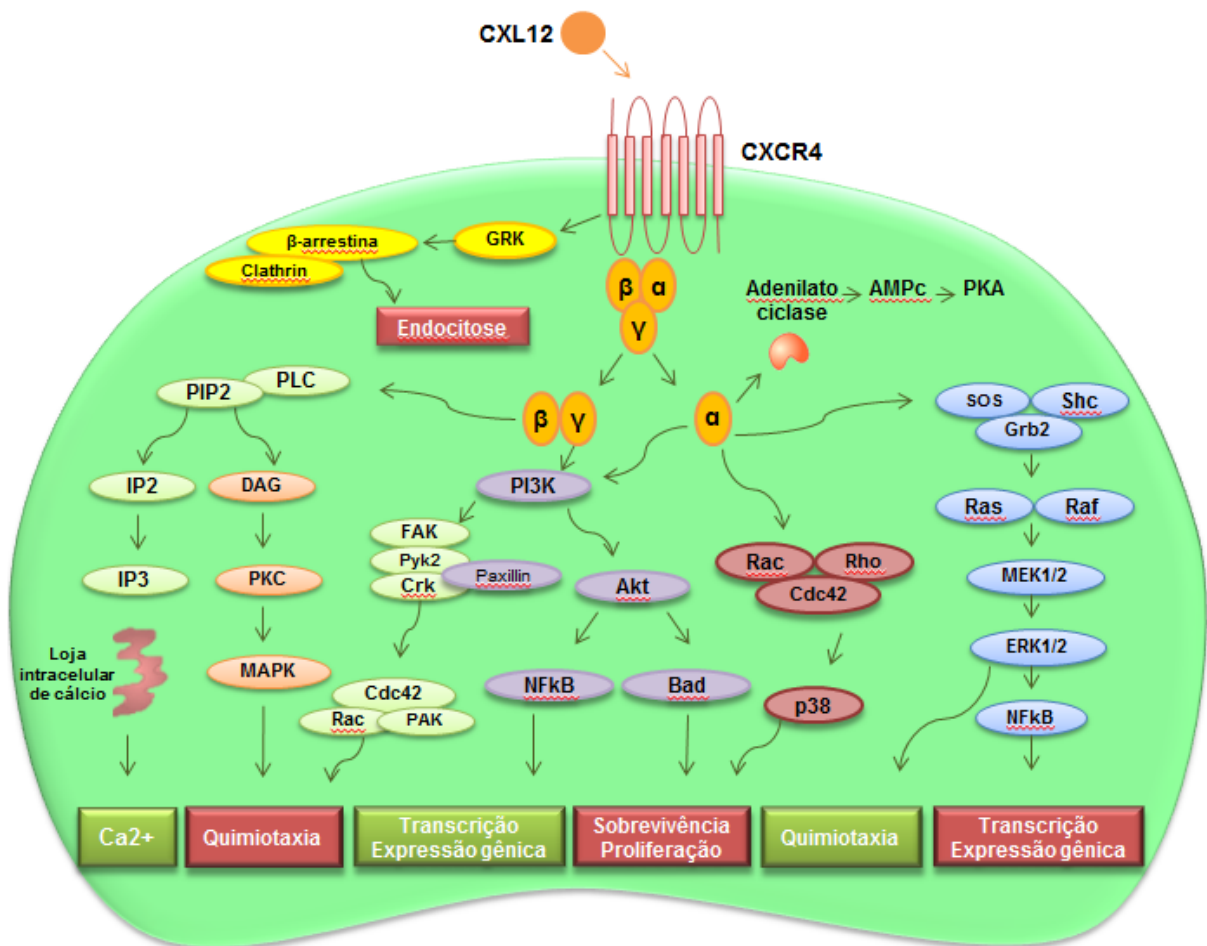 CXL12
CXCR4
β-arrestina
GRK
Clathrin
β α
γ
Adenilato
ciclase
AMPc
PKA
Endocitose
PLC
PIP2
β γ
α
SOS
Shc
Grb2
IP2
DAG
PI3K
Ras
Raf
FAK
Pyk2
Crk
Paxillin
Rac
Rho
Cdc42
IP3
PKC
Akt
MEK1/2
Loja
intracelular
de cálcio
MAPK
ERK1/2
Cdc42
Rac
PAK
NFkB
Bad
p38
NFkB
Ca2+
Quimiotaxia
Transcrição
Expressão gênica
Sobrevivência
Proliferação
Quimiotaxia
Transcrição
Expressão gênica